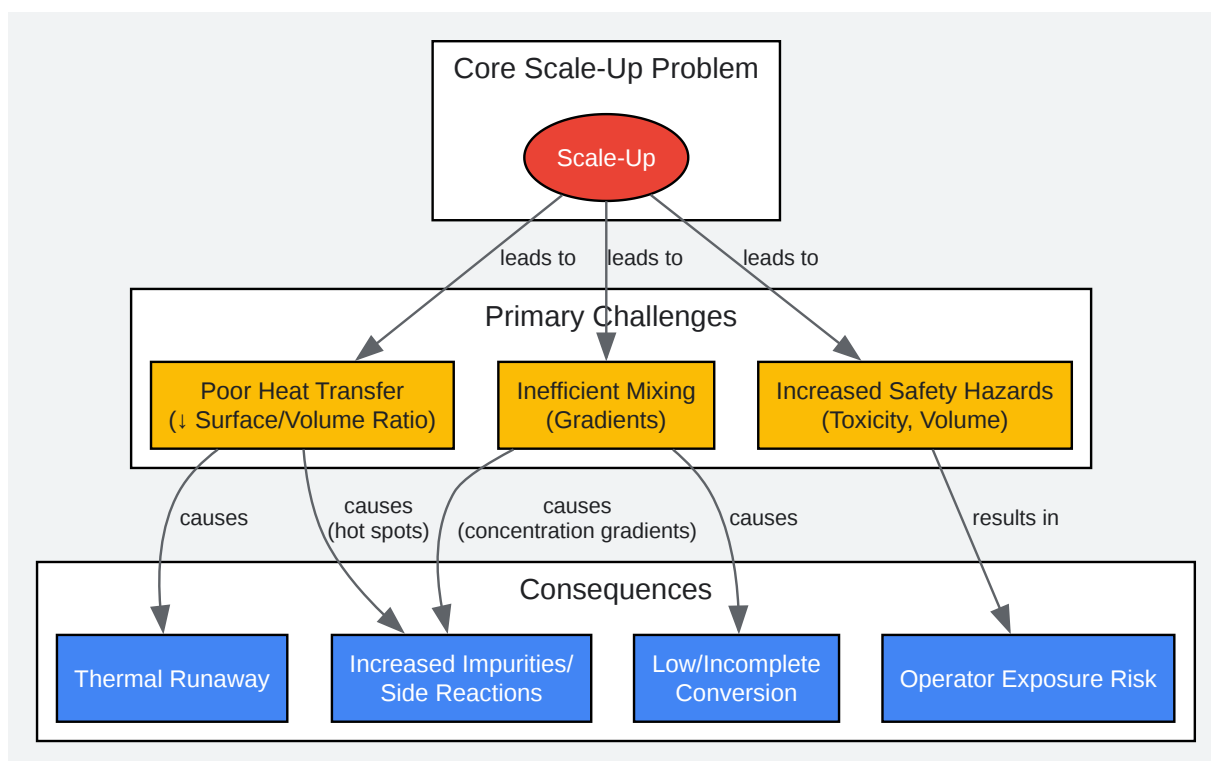 Core Scale-Up Problem
Scale-Up
leads to
leads to
leads to
Primary Challenges
Poor Heat Transfer
(↓ Surface/Volume Ratio)
Inefficient Mixing
(Gradients)
Increased Safety Hazards
(Toxicity, Volume)
causes
causes
(hot spots)
causes
(concentration gradients)
causes
results in
Consequences
Thermal Runaway
Increased Impurities/
Side Reactions
Low/Incomplete
Conversion
Operator Exposure Risk